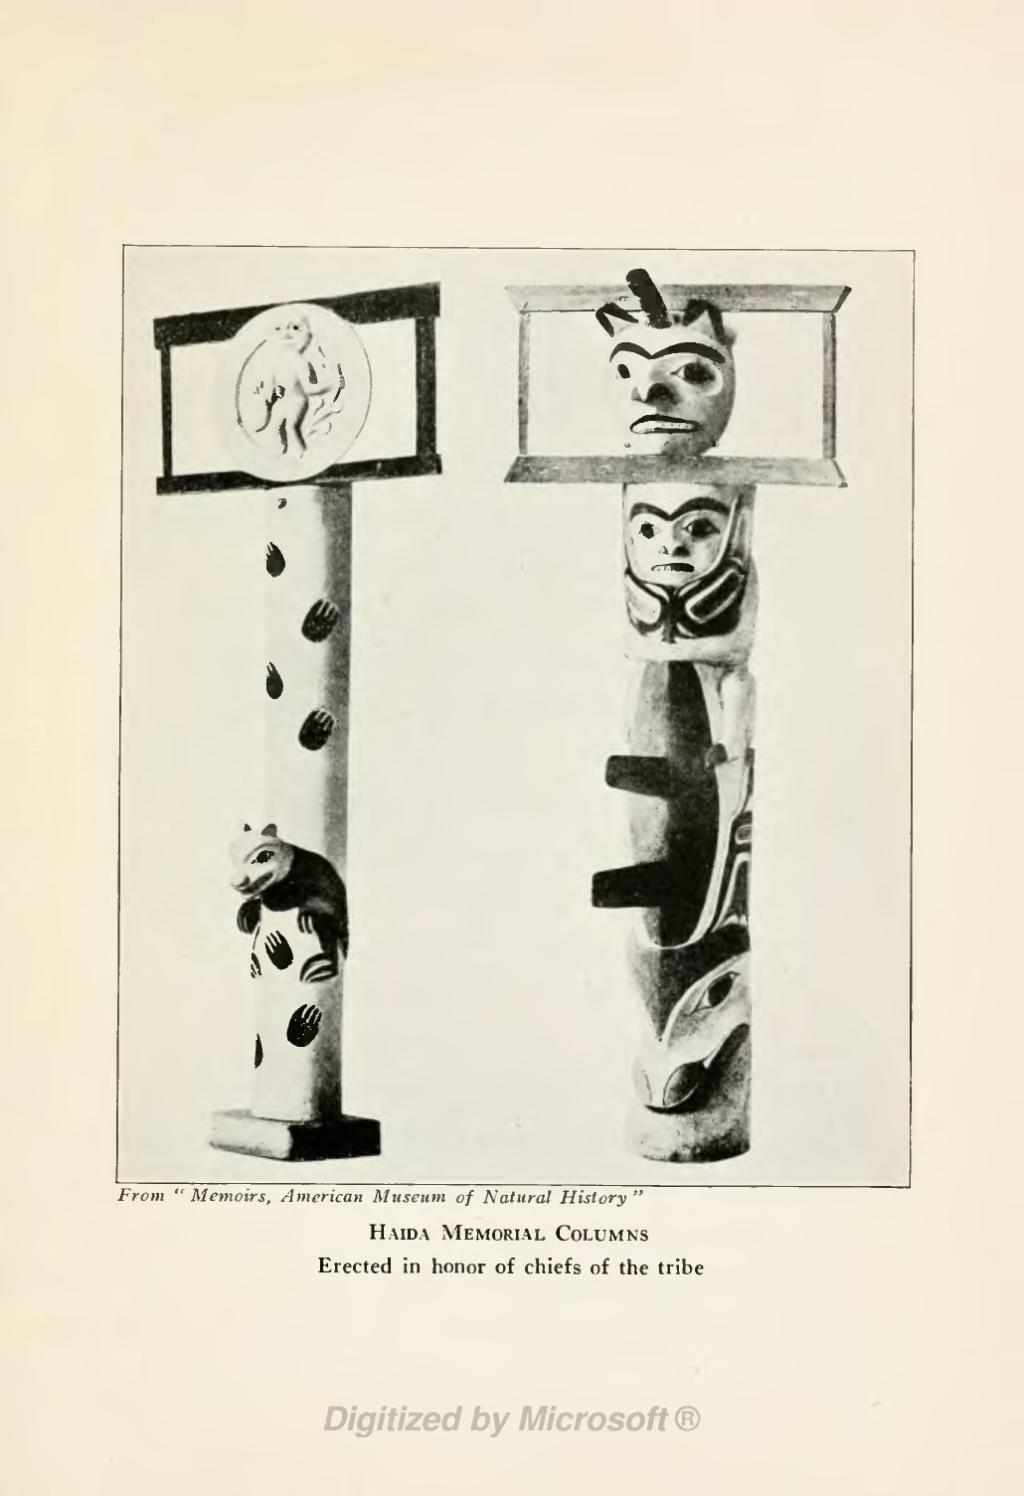 From " Memoirs, American Museum of Natural History "
HAIDA MEMORIAL COLUMNS
Erected in honor of chiefs of the tribe
Digitized by Microsoft ®